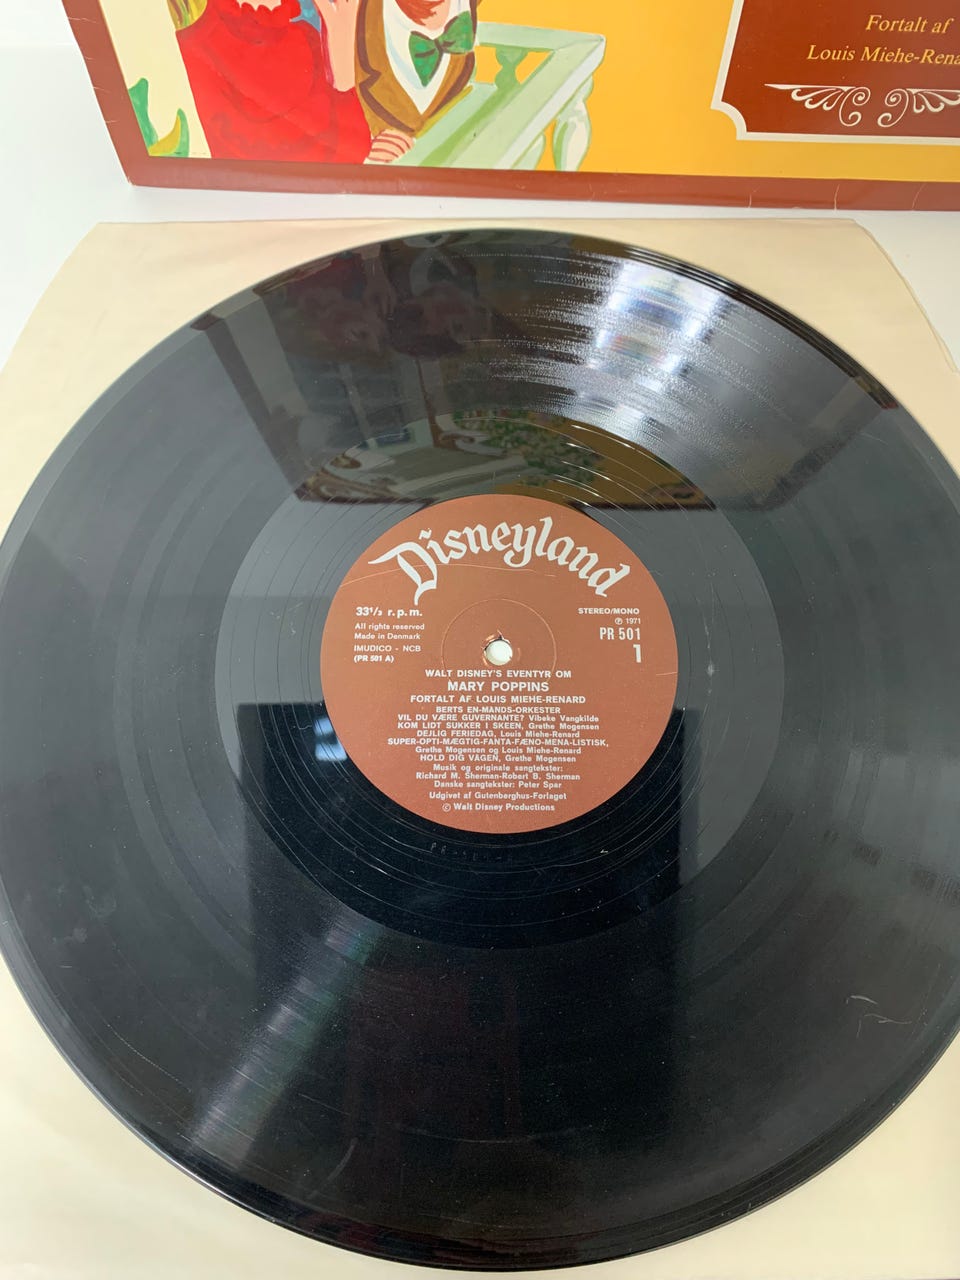 Fortalt af
Louis Miehe-Rena
Disneyland
33⅓ r.p.m.
All rights reserved
Made in Denmark
IMUDICO - NCB
(PR 501 A)
STEREO/MONO
℗ 1971
PR 501
1
WALT DISNEY'S EVENTYR OM
MARY POPPINS
FORTALT AF LOUIS MIEHE-RENARD
BERTS EN-MANDS-ORKESTER
VIL DU VÆRE GUVERNANTE? Vibeke Vangkilde
KOM LIDT SUKKER I SKEEN, Grethe Mogensen
DEJLIG FERIEDAG, Louis Miehe-Renard
SUPER-OPTI-MÆGTIG-FANTA-FÆNO-MENA-LISTISK,
Grethe Mogensen og Louis Miehe-Renard
HOLD DIG VÅGEN, Grethe Mogensen
Musik og originale sangtekster:
Richard M. Sherman-Robert B. Sherman
Danske sangtekster: Peter Spar
Udgivet af Gutenberghus-Forlaget
© Walt Disney Productions